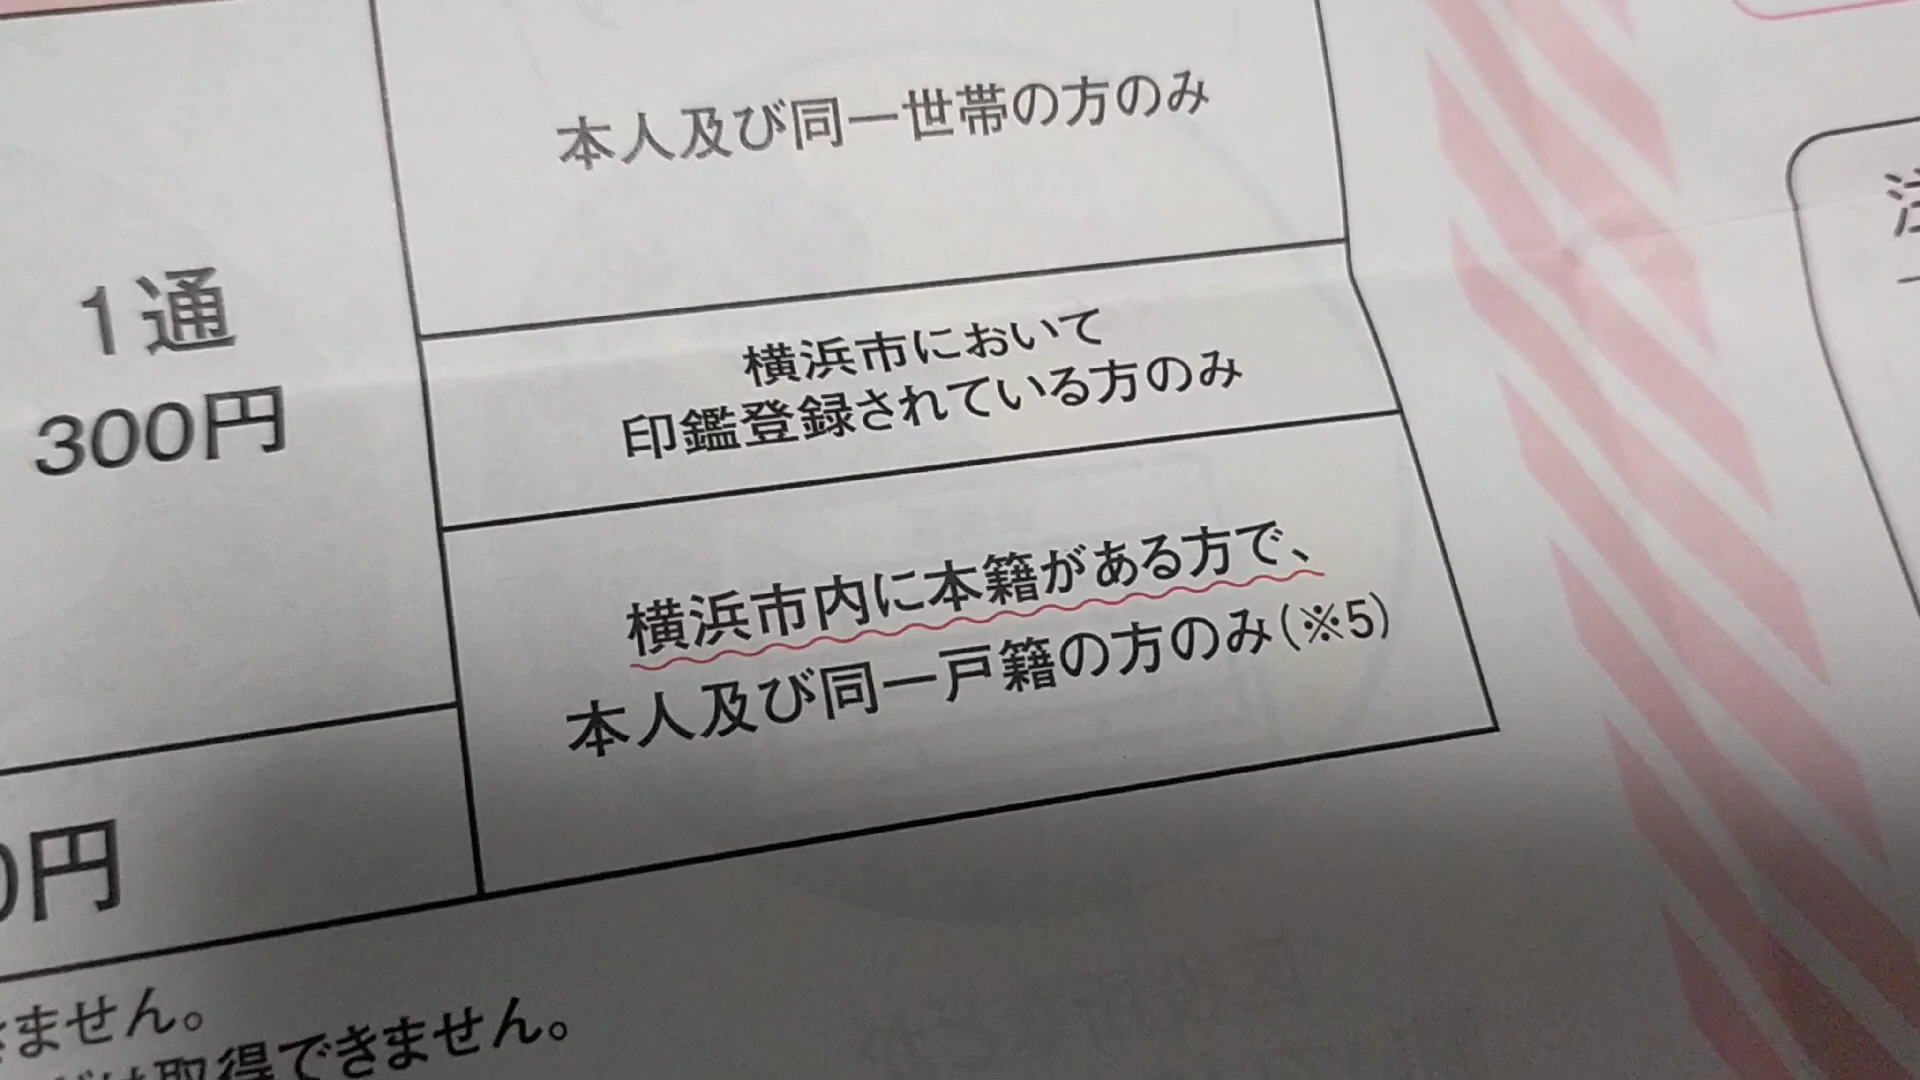 本人及び同一世帯の方のみ
1通
300円
横浜市において
印鑑登録されている方のみ
横浜市内に本籍がある方で、
本人及び同一戸籍の方のみ(※5)
0円
きません。
取得できません。
注